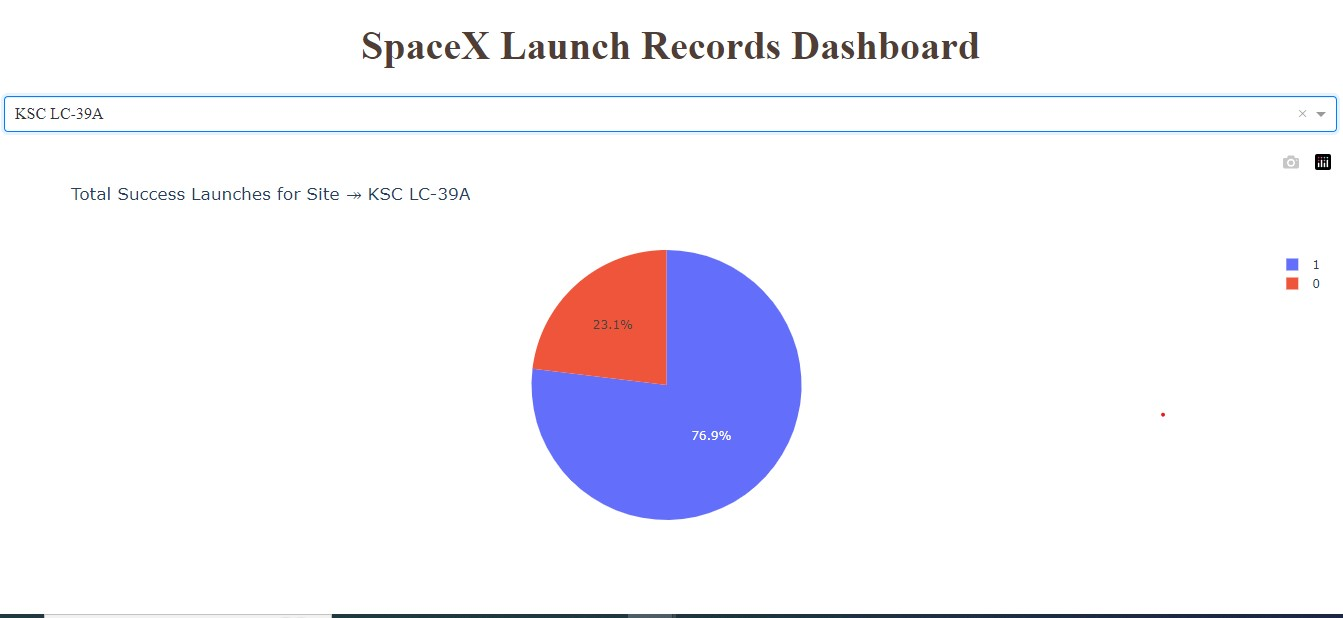 SpaceX Launch Records Dashboard
KSC LC-39A
Total Success Launches for Site ↠ KSC LC-39A
1
0
23.1%
76.9%